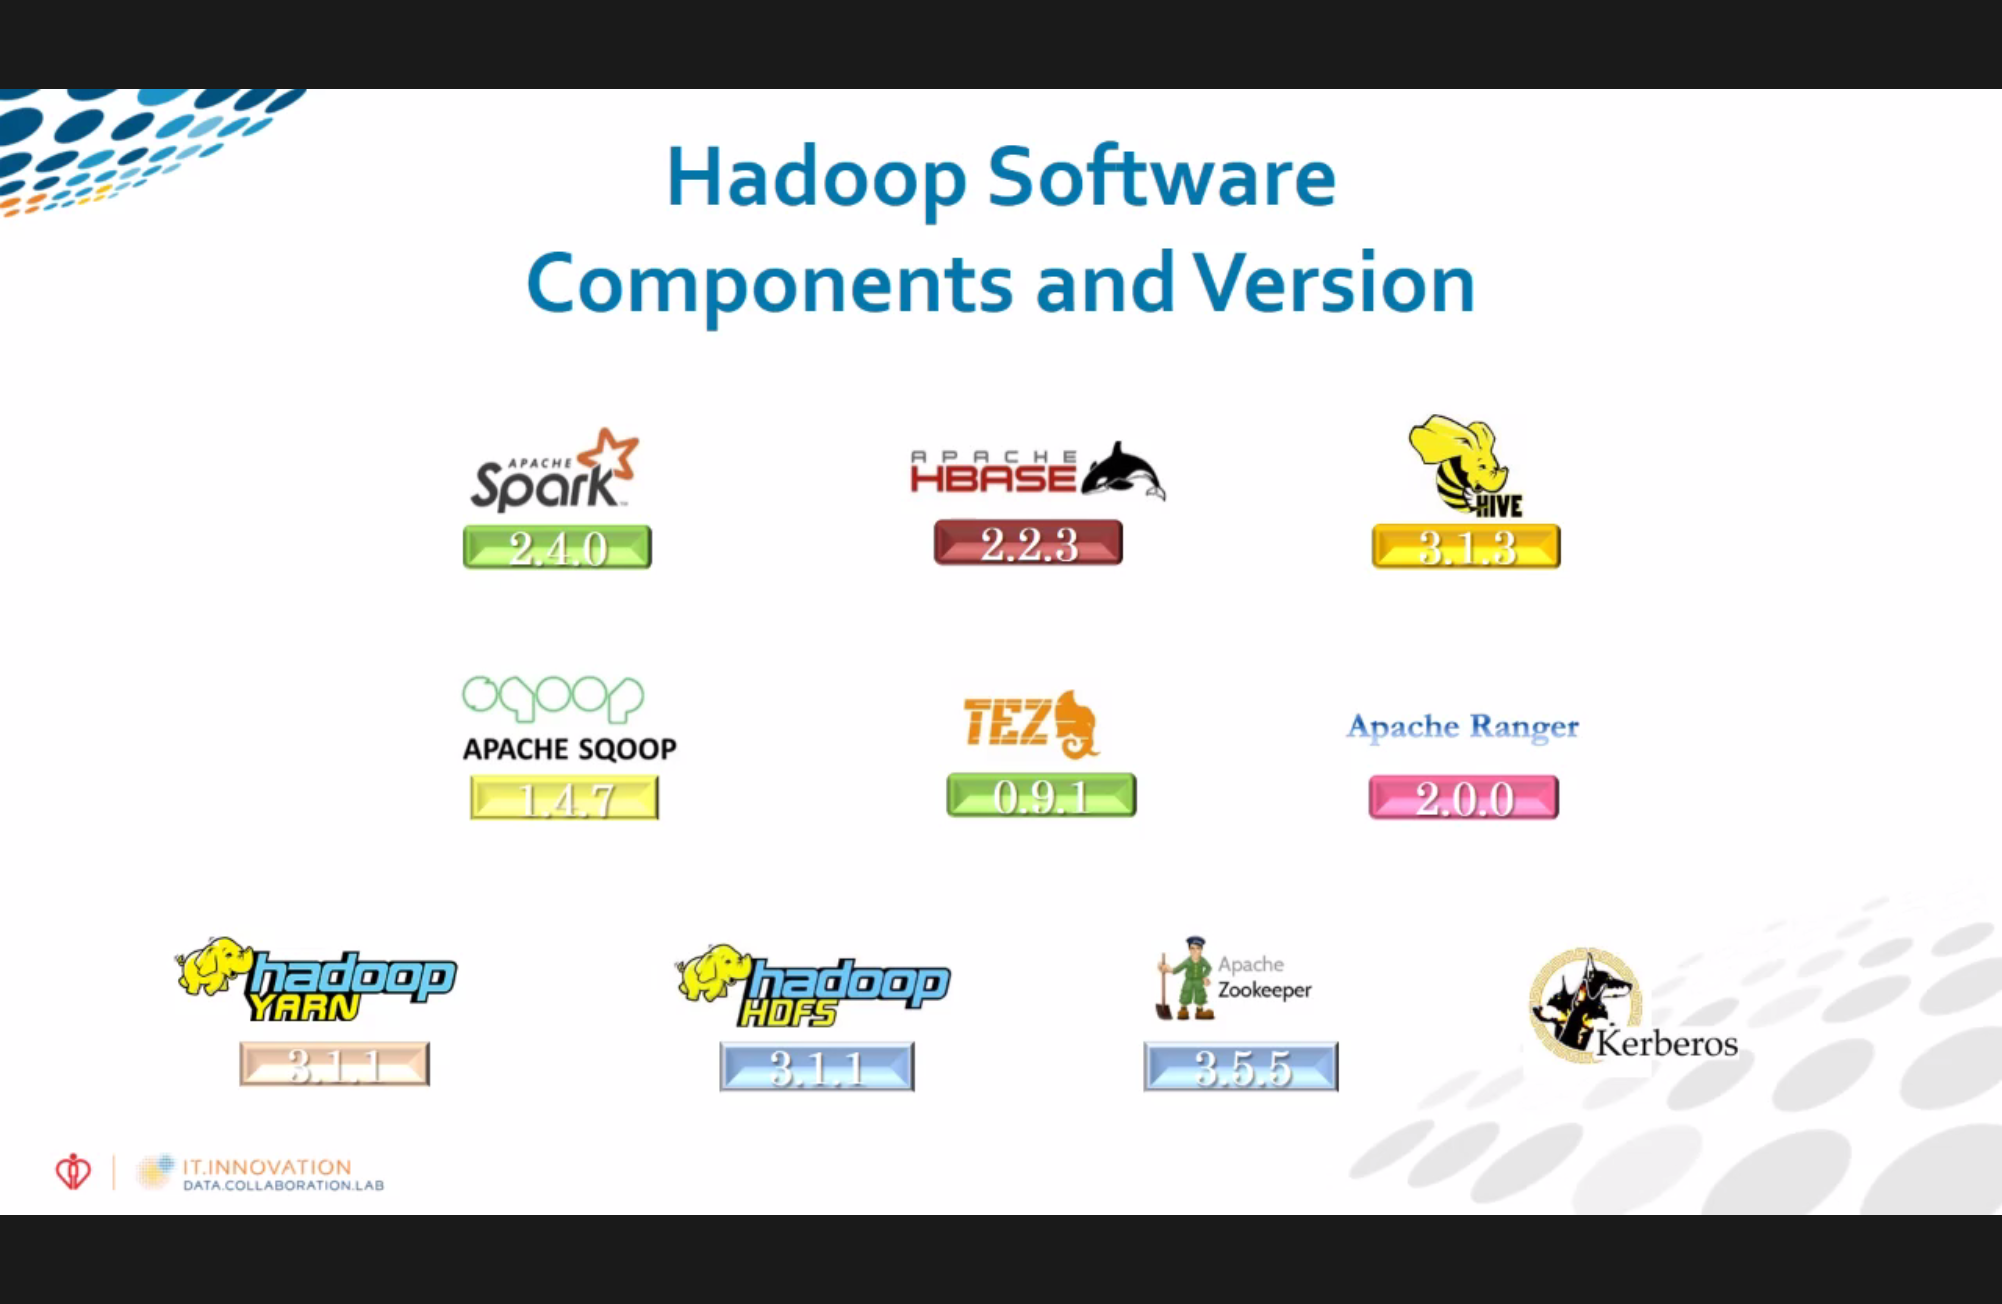 Hadoop Software
Components and Version
APACHE
Spark™
2.4.0
APACHE
HBASE
2.2.3
HIVE
3.1.3
sqoop
APACHE SQOOP
1.4.7
TEZ
0.9.1
Apache Ranger
2.0.0
hadoop
YARN
3.1.1
hadoop
HDFS
3.1.1
Apache
Zookeeper
3.5.5
Kerberos
IT.INNOVATION
DATA.COLLABORATION.LAB